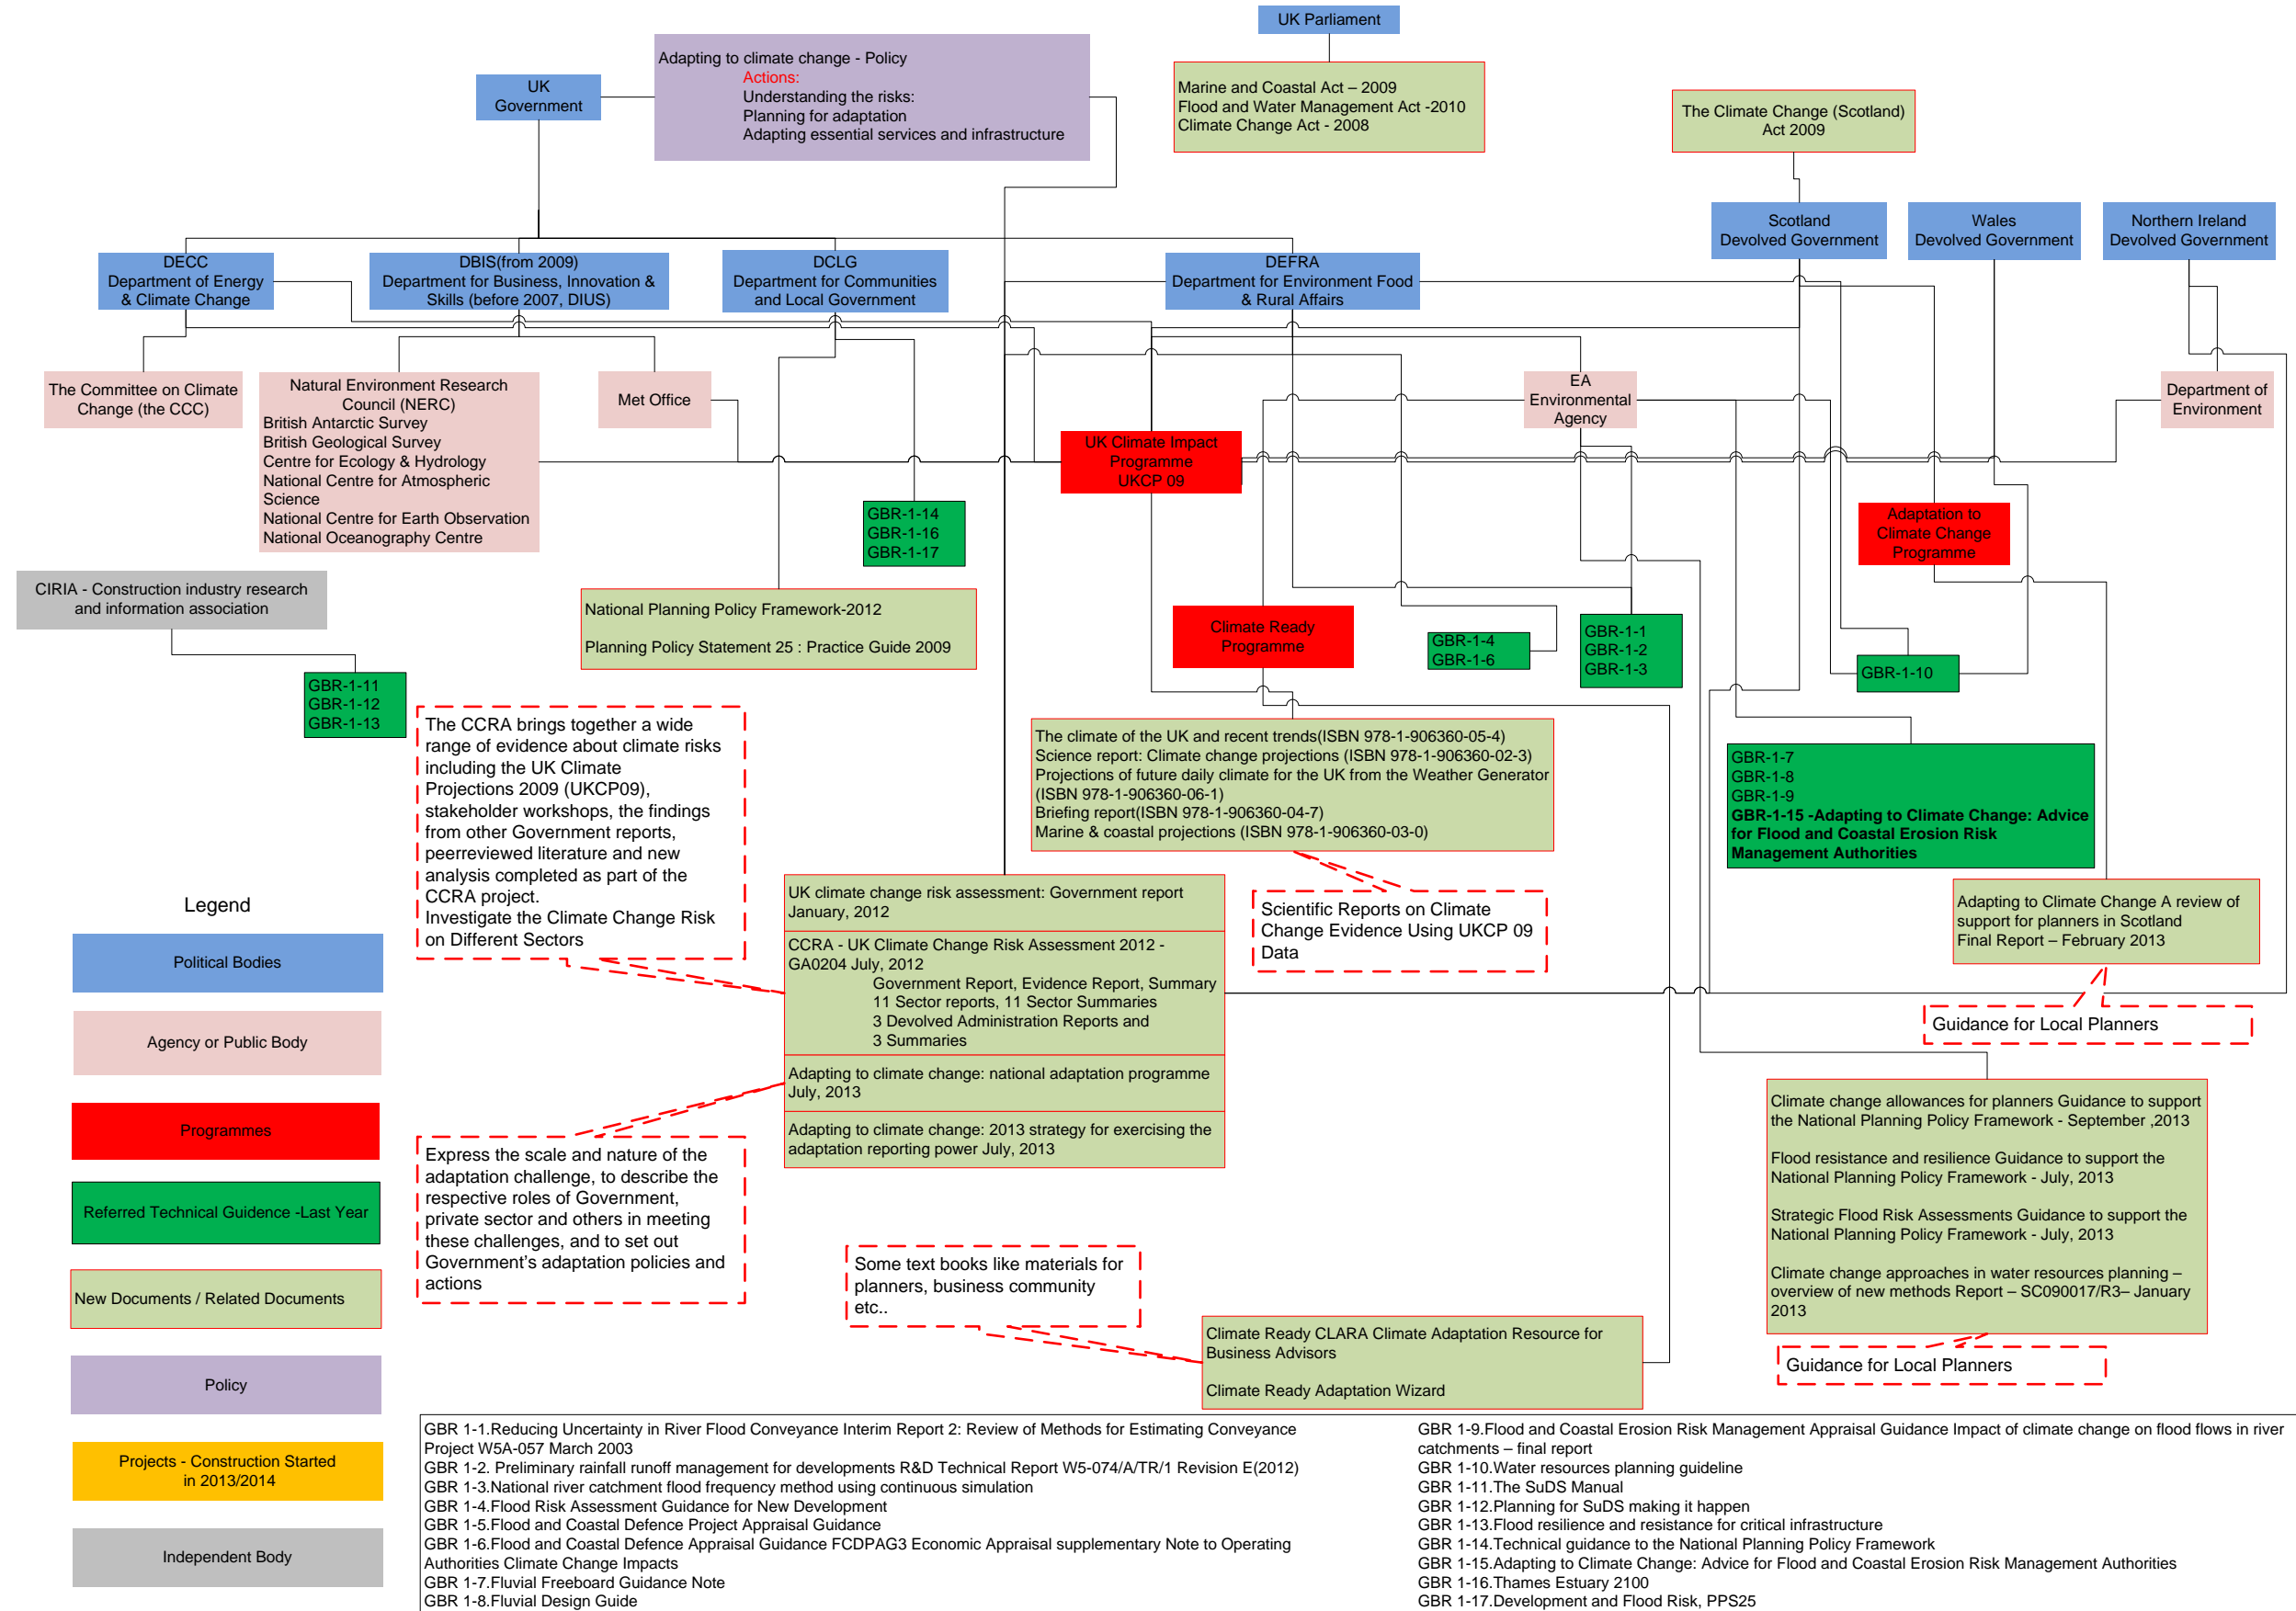 UK Parliament
Adapting to climate change - Policy
Actions:
Understanding the risks:
Planning for adaptation
Adapting essential services and infrastructure
UK
Government
Marine and Coastal Act – 2009
Flood and Water Management Act -2010
Climate Change Act - 2008
The Climate Change (Scotland)
Act 2009
Scotland
Devolved Government
Wales
Devolved Government
Northern Ireland
Devolved Government
DECC
Department of Energy
& Climate Change
DBIS(from 2009)
Department for Business, Innovation &
Skills (before 2007, DIUS)
DCLG
Department for Communities
and Local Government
DEFRA
Department for Environment Food
& Rural Affairs
The Committee on Climate
Change (the CCC)
Natural Environment Research
Council (NERC)
British Antarctic Survey
British Geological Survey
Centre for Ecology & Hydrology
National Centre for Atmospheric
Science
National Centre for Earth Observation
National Oceanography Centre
Met Office
EA
Environmental
Agency
Department of
Environment
UK Climate Impact
Programme
UKCP 09
GBR-1-14
GBR-1-16
GBR-1-17
Adaptation to
Climate Change
Programme
CIRIA - Construction industry research
and information association
National Planning Policy Framework-2012
Planning Policy Statement 25 : Practice Guide 2009
Climate Ready
Programme
GBR-1-4
GBR-1-6
GBR-1-1
GBR-1-2
GBR-1-3
GBR-1-10
GBR-1-11
GBR-1-12
GBR-1-13
The CCRA brings together a wide
range of evidence about climate risks
including the UK Climate
Projections 2009 (UKCP09),
stakeholder workshops, the findings
from other Government reports,
peerreviewed literature and new
analysis completed as part of the
CCRA project.
Investigate the Climate Change Risk
on Different Sectors
The climate of the UK and recent trends(ISBN 978-1-906360-05-4)
Science report: Climate change projections (ISBN 978-1-906360-02-3)
Projections of future daily climate for the UK from the Weather Generator
(ISBN 978-1-906360-06-1)
Briefing report(ISBN 978-1-906360-04-7)
Marine & coastal projections (ISBN 978-1-906360-03-0)
GBR-1-7
GBR-1-8
GBR-1-9
GBR-1-15 -Adapting to Climate Change: Advice
for Flood and Coastal Erosion Risk
Management Authorities
UK climate change risk assessment: Government report
January, 2012
CCRA - UK Climate Change Risk Assessment 2012 -
GA0204 July, 2012
Government Report, Evidence Report, Summary
11 Sector reports, 11 Sector Summaries
3 Devolved Administration Reports and
3 Summaries
Adapting to climate change: national adaptation programme
July, 2013
Adapting to climate change: 2013 strategy for exercising the
adaptation reporting power July, 2013
Scientific Reports on Climate
Change Evidence Using UKCP 09
Data
Adapting to Climate Change A review of
support for planners in Scotland
Final Report – February 2013
Guidance for Local Planners
Climate change allowances for planners Guidance to support
the National Planning Policy Framework - September ,2013
Flood resistance and resilience Guidance to support the
National Planning Policy Framework - July, 2013
Strategic Flood Risk Assessments Guidance to support the
National Planning Policy Framework - July, 2013
Climate change approaches in water resources planning –
overview of new methods Report – SC090017/R3– January
2013
Guidance for Local Planners
Express the scale and nature of the
adaptation challenge, to describe the
respective roles of Government,
private sector and others in meeting
these challenges, and to set out
Government's adaptation policies and
actions
Some text books like materials for
planners, business community
etc..
Climate Ready CLARA Climate Adaptation Resource for
Business Advisors
Climate Ready Adaptation Wizard
Legend
Political Bodies
Agency or Public Body
Programmes
Referred Technical Guidence -Last Year
New Documents / Related Documents
Policy
Projects - Construction Started
in 2013/2014
Independent Body
GBR 1-1.Reducing Uncertainty in River Flood Conveyance Interim Report 2: Review of Methods for Estimating Conveyance
Project W5A-057 March 2003
GBR 1-2. Preliminary rainfall runoff management for developments R&D Technical Report W5-074/A/TR/1 Revision E(2012)
GBR 1-3.National river catchment flood frequency method using continuous simulation
GBR 1-4.Flood Risk Assessment Guidance for New Development
GBR 1-5.Flood and Coastal Defence Project Appraisal Guidance
GBR 1-6.Flood and Coastal Defence Appraisal Guidance FCDPAG3 Economic Appraisal supplementary Note to Operating
Authorities Climate Change Impacts
GBR 1-7.Fluvial Freeboard Guidance Note
GBR 1-8.Fluvial Design Guide
GBR 1-9.Flood and Coastal Erosion Risk Management Appraisal Guidance Impact of climate change on flood flows in river
catchments – final report
GBR 1-10.Water resources planning guideline
GBR 1-11.The SuDS Manual
GBR 1-12.Planning for SuDS making it happen
GBR 1-13.Flood resilience and resistance for critical infrastructure
GBR 1-14.Technical guidance to the National Planning Policy Framework
GBR 1-15.Adapting to Climate Change: Advice for Flood and Coastal Erosion Risk Management Authorities
GBR 1-16.Thames Estuary 2100
GBR 1-17.Development and Flood Risk, PPS25